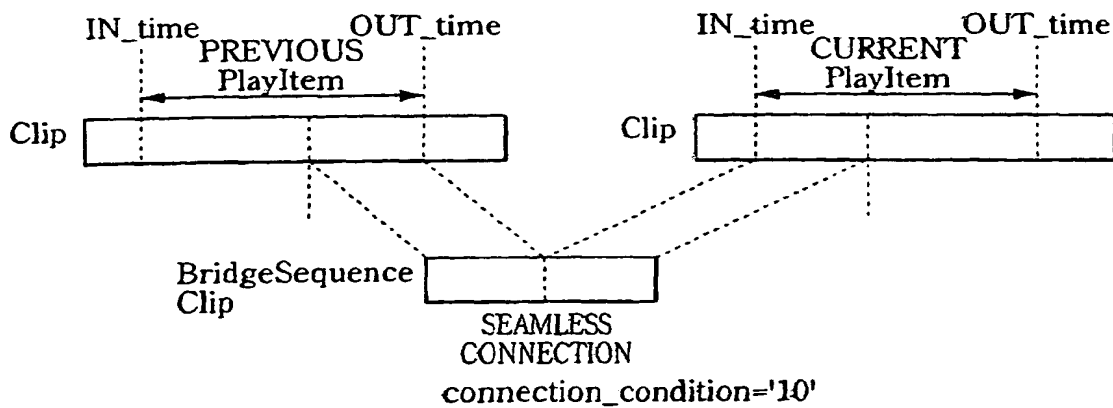 IN_time OUT_time IN_time OUT_time
PREVIOUS CURRENT
PlayItem PlayItem
Clip Clip
BridgeSequence
Clip
SEAMLESS
CONNECTION
connection_condition='10'